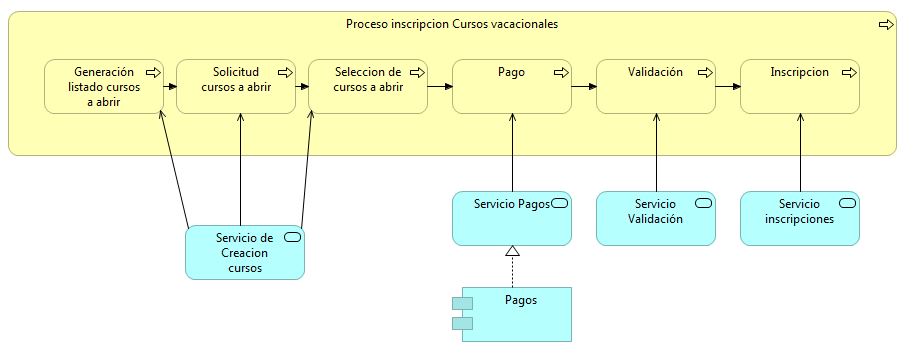 Proceso inscripcion Cursos vacacionales
Generación
listado cursos
a abrir
Solicitud
cursos a abrir
Seleccion de
cursos a abrir
Pago
Validación
Inscripcion
Servicio Pagos
Servicio
Validación
Servicio
inscripciones
Servicio de
Creacion
cursos
Pagos